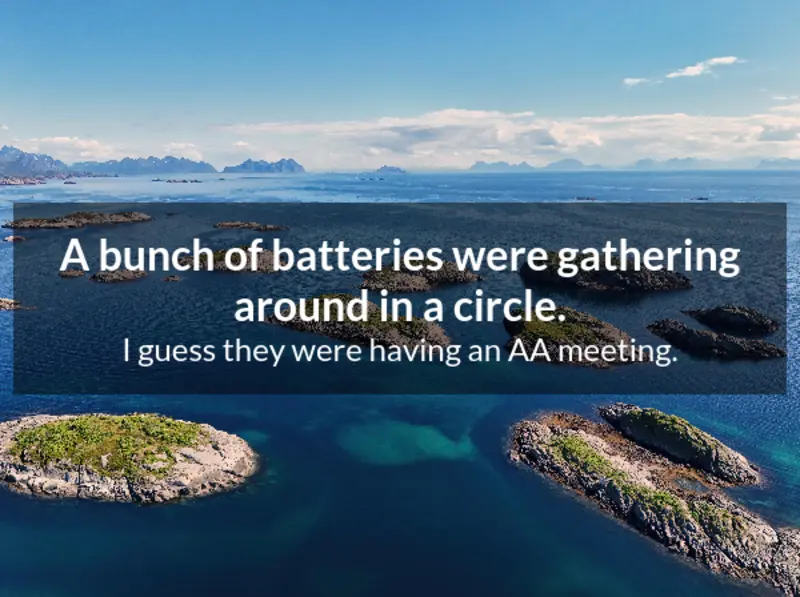 A bunch of batteries were gathering
around in a circle.
I guess they were having an AA meeting.